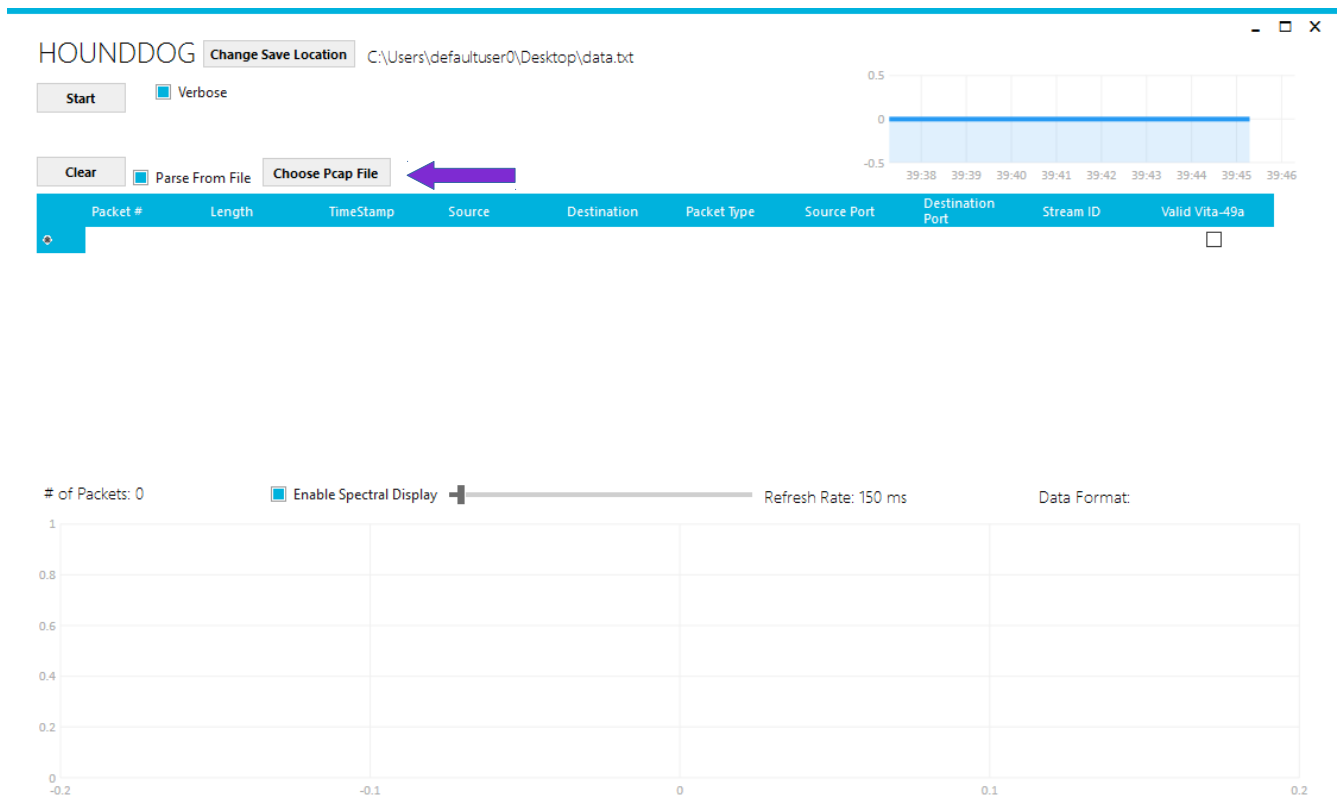 HOUNDDOG Change Save Location C:\Users\defaultuser0\Desktop\data.txt
Start Verbose
0.5
0
-0.5
39:38 39:39 39:40 39:41 39:42 39:43 39:44 39:45 39:46
Clear Parse From File Choose Pcap File
Packet # Length TimeStamp Source Destination Packet Type Source Port Destination Port Stream ID Valid Vita-49a
# of Packets: 0 Enable Spectral Display Refresh Rate: 150 ms Data Format:
1
0.8
0.6
0.4
0.2
0
-0.2 -0.1 0 0.1 0.2